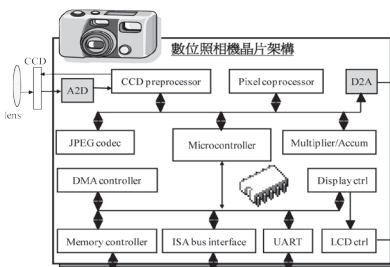 數位照相機晶片架構
CCD
lens
A2D
CCD preprocessor
Pixel coprocessor
D2A
JPEG codec
Microcontroller
Multiplier/Accum
DMA controller
Display ctrl
Memory controller
ISA bus interface
UART
LCD ctrl